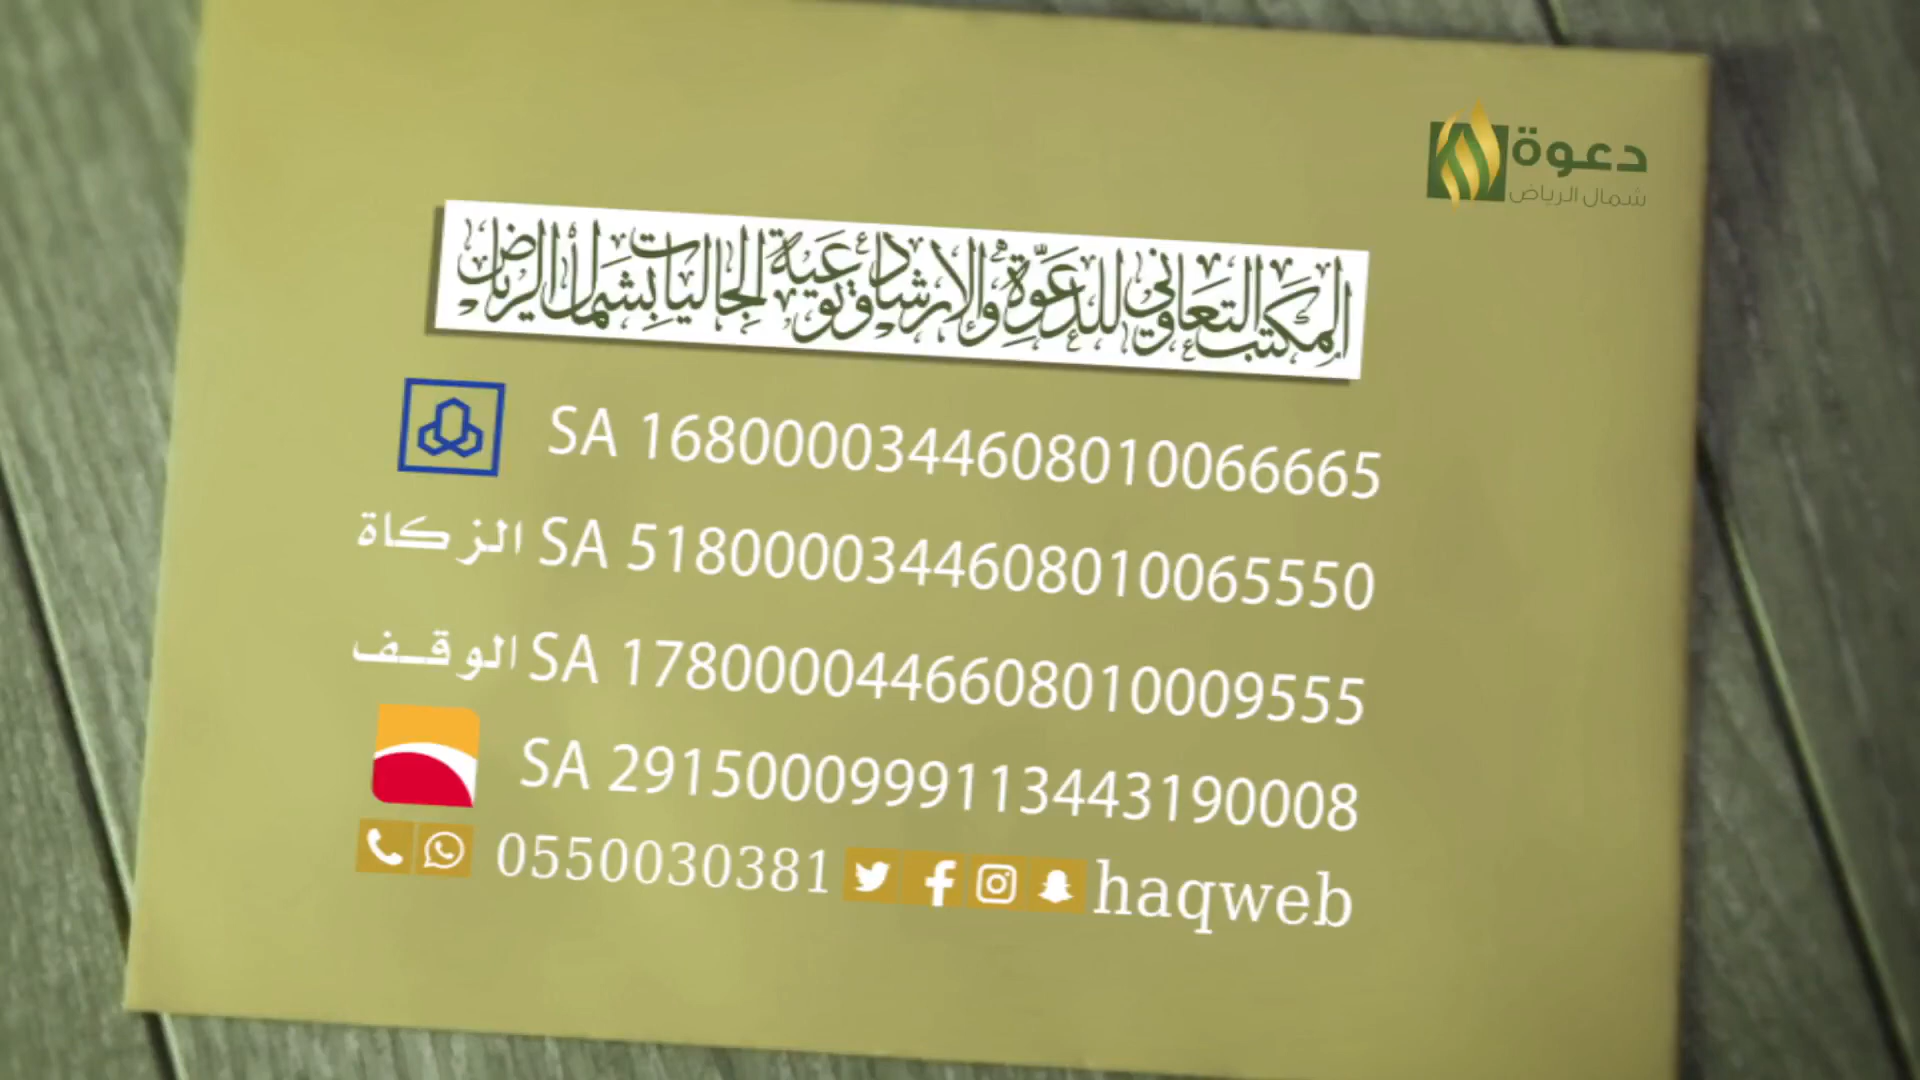 دعوة
شمال الرياض
المكتب التعاوني للدعوة والإرشاد وتوعية الجاليات بشمال الرياض
SA 1680000344608010066665
الزكاة SA 5180000344608010065550
الوقف SA 1780000446608010009555
SA 2915000999113443190008
0550030381 haqweb